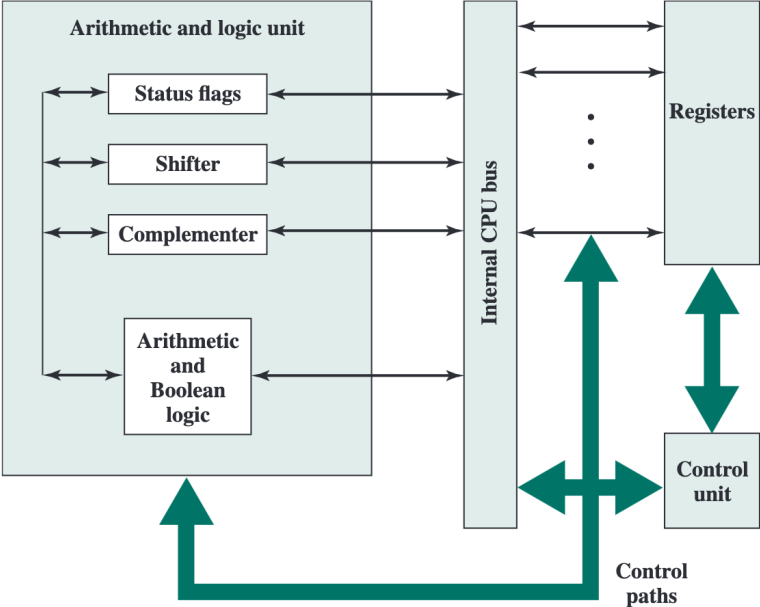 Arithmetic and logic unit
Status flags
Shifter
Complementer
Arithmetic
and
Boolean
logic
Internal CPU bus
Registers
Control
unit
Control
paths